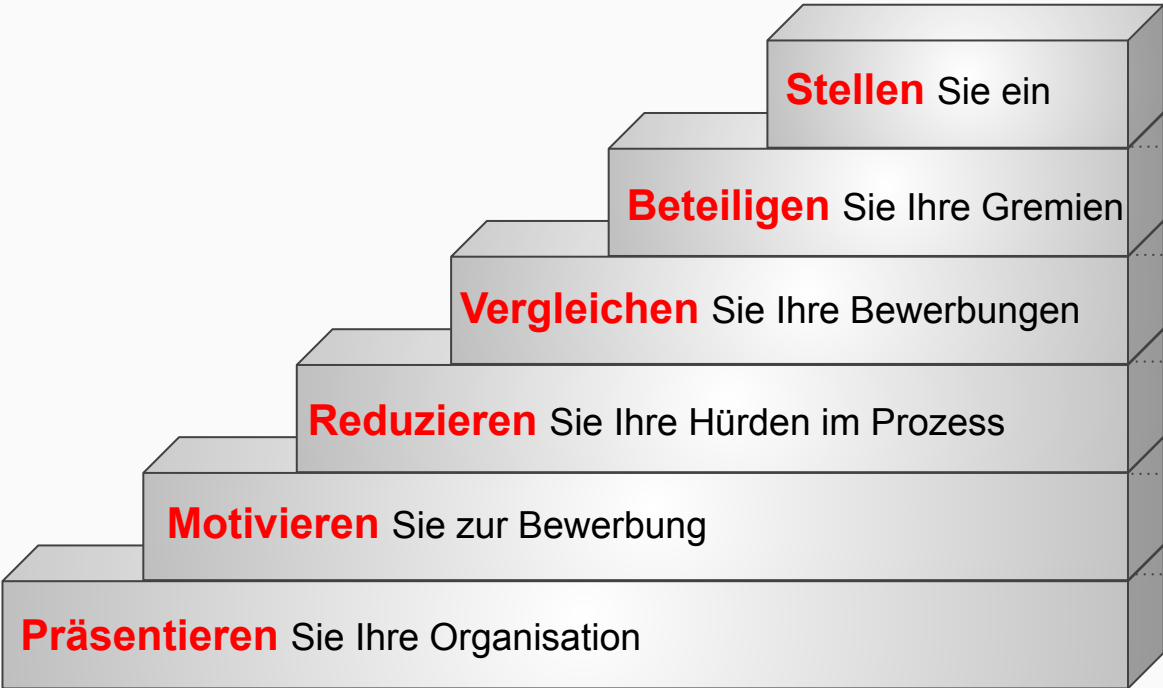 Stellen Sie ein
Beteiligen Sie Ihre Gremien
Vergleichen Sie Ihre Bewerbungen
Reduzieren Sie Ihre Hürden im Prozess
Motivieren Sie zur Bewerbung
Präsentieren Sie Ihre Organisation